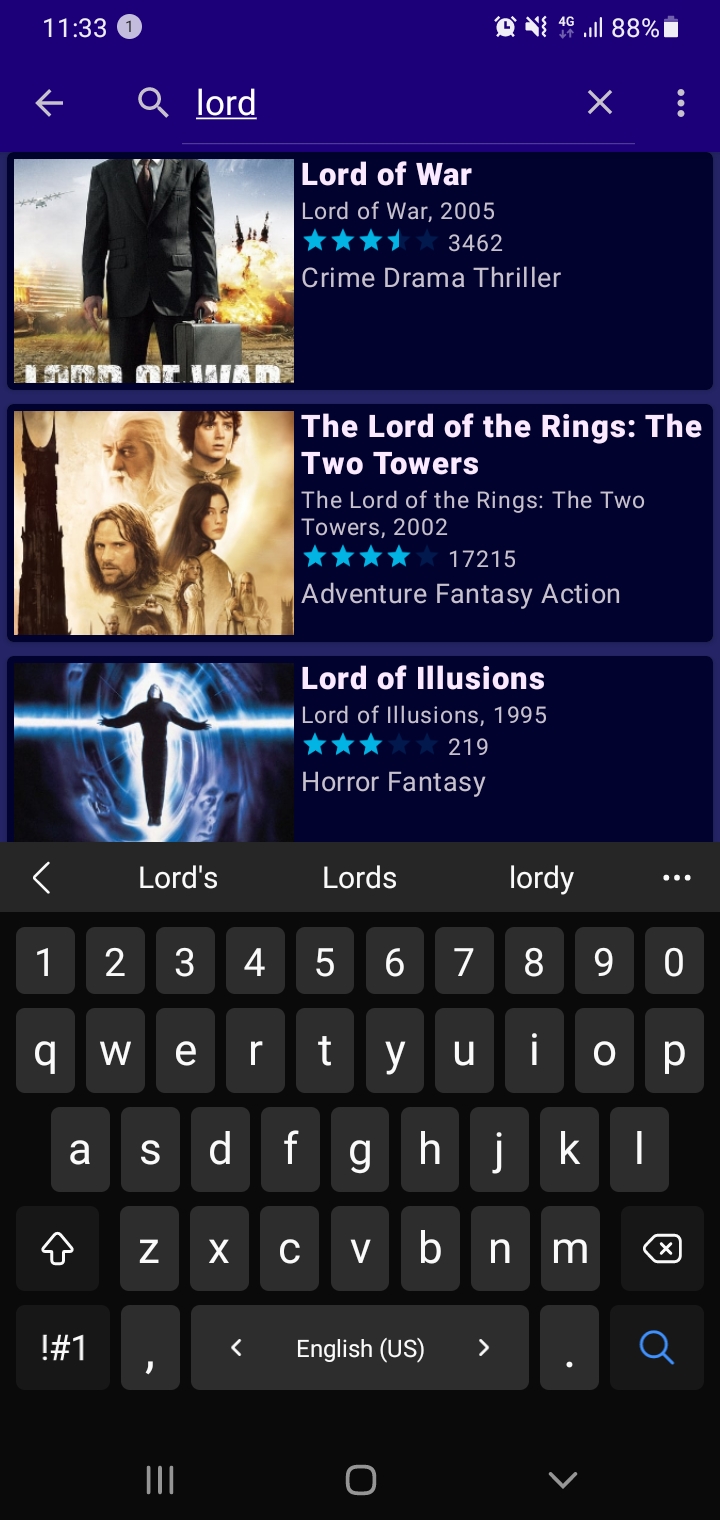 11:33 1 4G 88%
lord
Lord of War
Lord of War, 2005
3462
Crime Drama Thriller
LORD OF WAR
The Lord of the Rings: The
Two Towers
The Lord of the Rings: The Two
Towers, 2002
17215
Adventure Fantasy Action
Lord of Illusions
Lord of Illusions, 1995
219
Horror Fantasy
Lord's Lords lordy
1 2 3 4 5 6 7 8 9 0
q w e r t y u i o p
a s d f g h j k l
z x c v b n m
!#1 , English (US) .